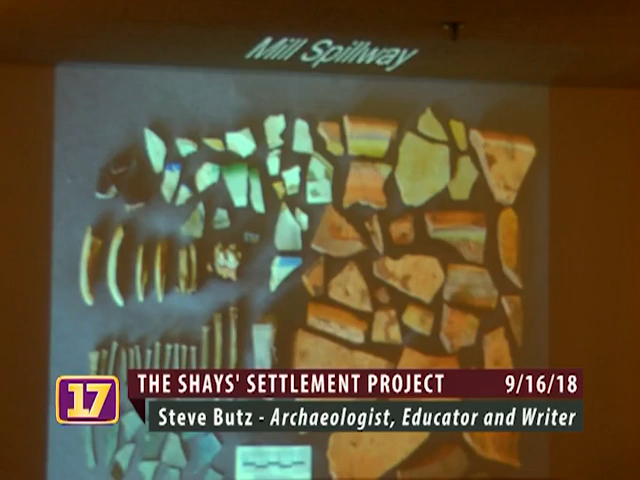 Mill Spillway
THE SHAYS' SETTLEMENT PROJECT 9/16/18
17 Steve Butz - Archaeologist, Educator and Writer